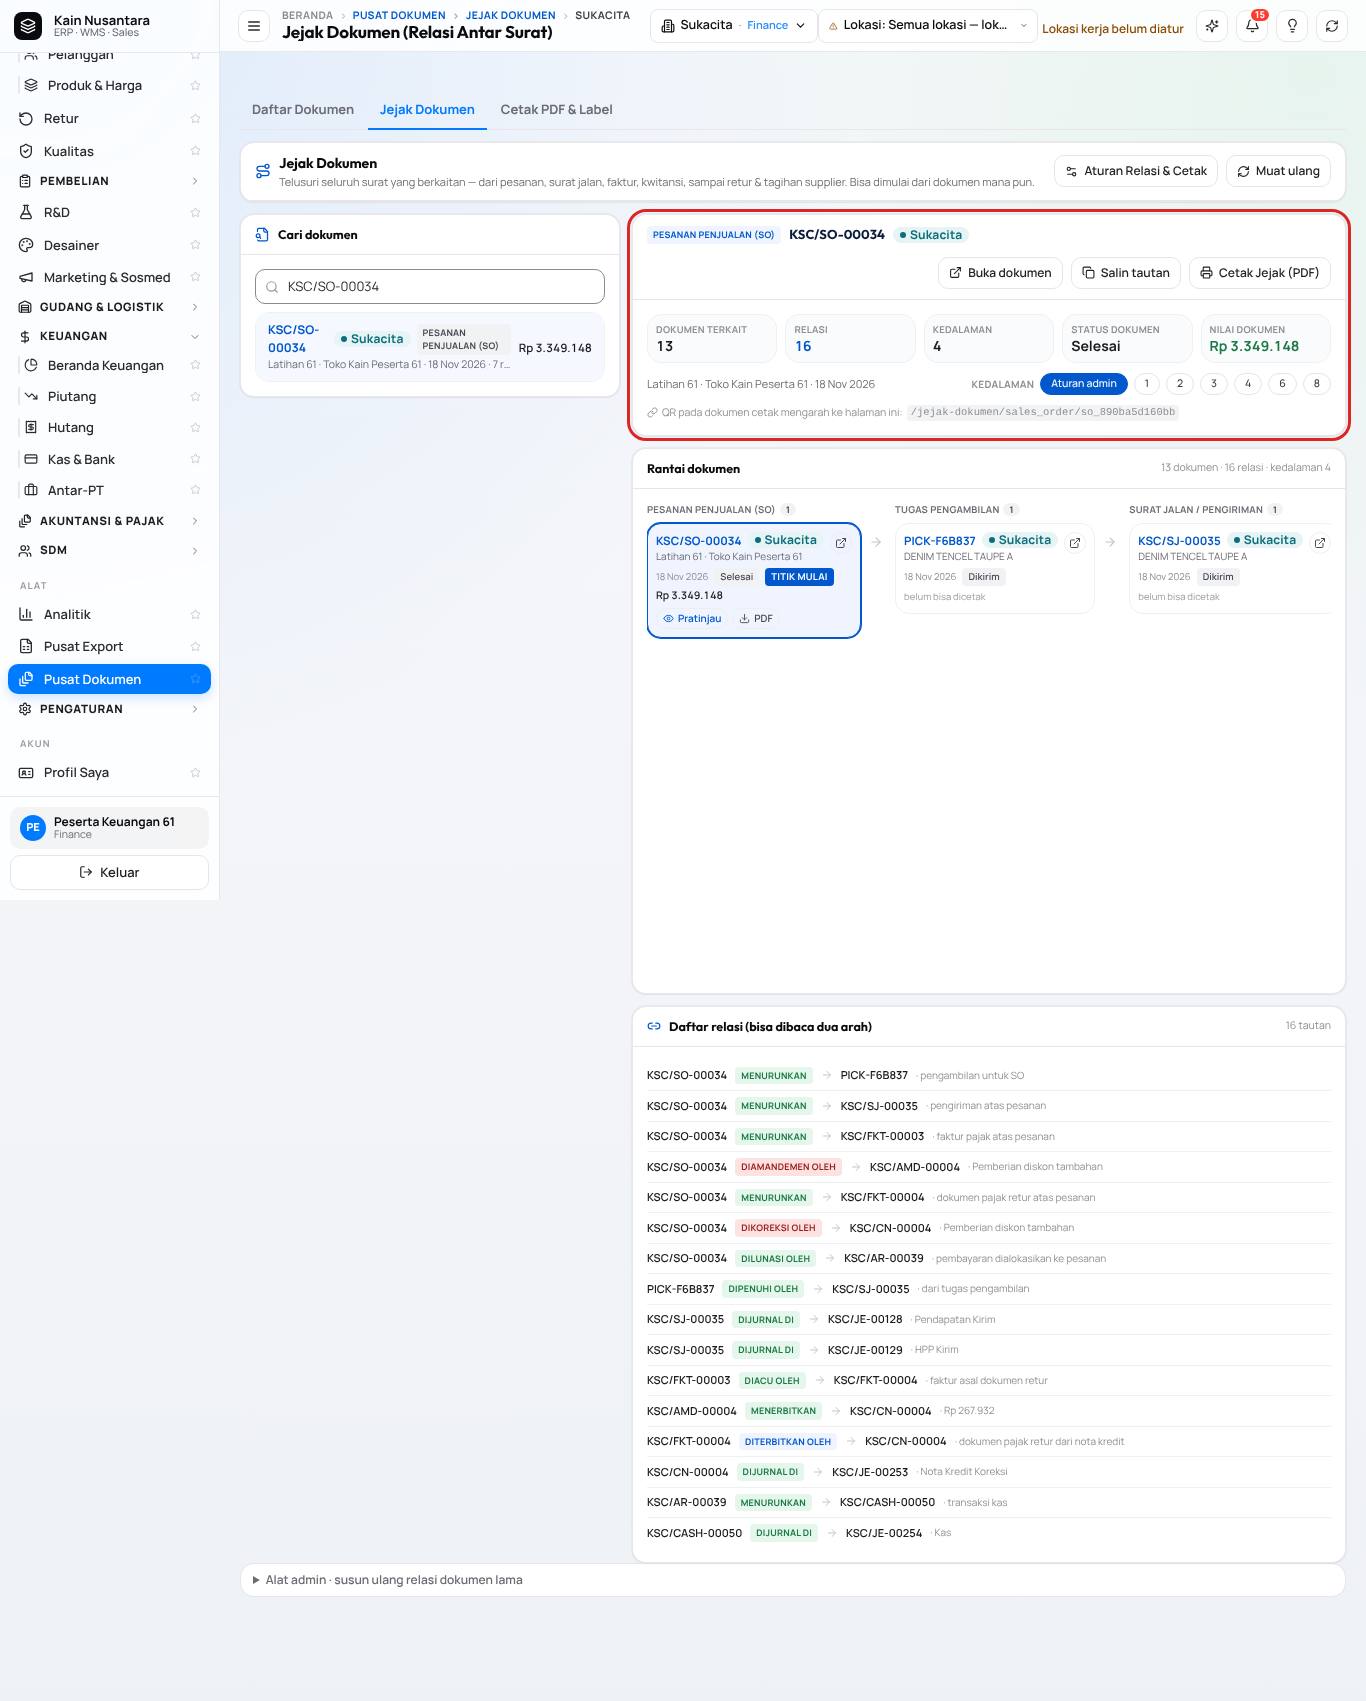 Kain Nusantara
ERP · WMS · Sales
Pelanggan
Produk & Harga
Retur
Kualitas
PEMBELIAN
R&D
Desainer
Marketing & Sosmed
GUDANG & LOGISTIK
KEUANGAN
Beranda Keuangan
Piutang
Hutang
Kas & Bank
Antar-PT
AKUNTANSI & PAJAK
SDM
ALAT
Analitik
Pusat Export
Pusat Dokumen
PENGATURAN
AKUN
Profil Saya
PE
Peserta Keuangan 61
Finance
Keluar
BERANDA > PUSAT DOKUMEN > JEJAK DOKUMEN > SUKACITA
Jejak Dokumen (Relasi Antar Surat)
Sukacita · Finance
Lokasi: Semua lokasi — lok...
Lokasi kerja belum diatur
15
Daftar Dokumen
Jejak Dokumen
Cetak PDF & Label
Jejak Dokumen
Telusuri seluruh surat yang berkaitan — dari pesanan, surat jalan, faktur, kwitansi, sampai retur & tagihan supplier. Bisa dimulai dari dokumen mana pun.
Aturan Relasi & Cetak
Muat ulang
Cari dokumen
KSC/SO-00034
KSC/SO-00034
Sukacita
PESANAN PENJUALAN (SO)
Rp 3.349.148
Latihan 61 · Toko Kain Peserta 61 · 18 Nov 2026 · 7 r...
PESANAN PENJUALAN (SO) KSC/SO-00034 Sukacita
Buka dokumen
Salin tautan
Cetak Jejak (PDF)
DOKUMEN TERKAIT
13
RELASI
16
KEDALAMAN
4
STATUS DOKUMEN
Selesai
NILAI DOKUMEN
Rp 3.349.148
Latihan 61 · Toko Kain Peserta 61 · 18 Nov 2026
KEDALAMAN Aturan admin 1 2 3 4 6 8
QR pada dokumen cetak mengarah ke halaman ini: /jejak-dokumen/sales_order/so_890ba5d160bb
Rantai dokumen
13 dokumen · 16 relasi · kedalaman 4
PESANAN PENJUALAN (SO) 1
KSC/SO-00034 Sukacita
Latihan 61 · Toko Kain Peserta 61
18 Nov 2026 Selesai TITIK MULAI
Rp 3.349.148
Pratinjau PDF
TUGAS PENGAMBILAN 1
PICK-F6B837 Sukacita
DENIM TENCEL TAUPE A
18 Nov 2026 Dikirim
belum bisa dicetak
SURAT JALAN / PENGIRIMAN 1
KSC/SJ-00035 Sukacita
DENIM TENCEL TAUPE A
18 Nov 2026 Dikirim
belum bisa dicetak
Daftar relasi (bisa dibaca dua arah)
16 tautan
KSC/SO-00034 MENURUNKAN → PICK-F6B837 · pengambilan untuk SO
KSC/SO-00034 MENURUNKAN → KSC/SJ-00035 · pengiriman atas pesanan
KSC/SO-00034 MENURUNKAN → KSC/FKT-00003 · faktur pajak atas pesanan
KSC/SO-00034 DIAMANDEMEN OLEH → KSC/AMD-00004 · Pemberian diskon tambahan
KSC/SO-00034 MENURUNKAN → KSC/FKT-00004 · dokumen pajak retur atas pesanan
KSC/SO-00034 DIKOREKSI OLEH → KSC/CN-00004 · Pemberian diskon tambahan
KSC/SO-00034 DILUNASI OLEH → KSC/AR-00039 · pembayaran dialokasikan ke pesanan
PICK-F6B837 DIPENUHI OLEH → KSC/SJ-00035 · dari tugas pengambilan
KSC/SJ-00035 DIJURNAL DI → KSC/JE-00128 · Pendapatan Kirim
KSC/SJ-00035 DIJURNAL DI → KSC/JE-00129 · HPP Kirim
KSC/FKT-00003 DIACU OLEH → KSC/FKT-00004 · faktur asal dokumen retur
KSC/AMD-00004 MENERBITKAN → KSC/CN-00004 · Rp 267.932
KSC/FKT-00004 DITERBITKAN OLEH → KSC/CN-00004 · dokumen pajak retur dari nota kredit
KSC/CN-00004 DIJURNAL DI → KSC/JE-00253 · Nota Kredit Koreksi
KSC/AR-00039 MENURUNKAN → KSC/CASH-00050 · transaksi kas
KSC/CASH-00050 DIJURNAL DI → KSC/JE-00254 · Kas
Alat admin · susun ulang relasi dokumen lama